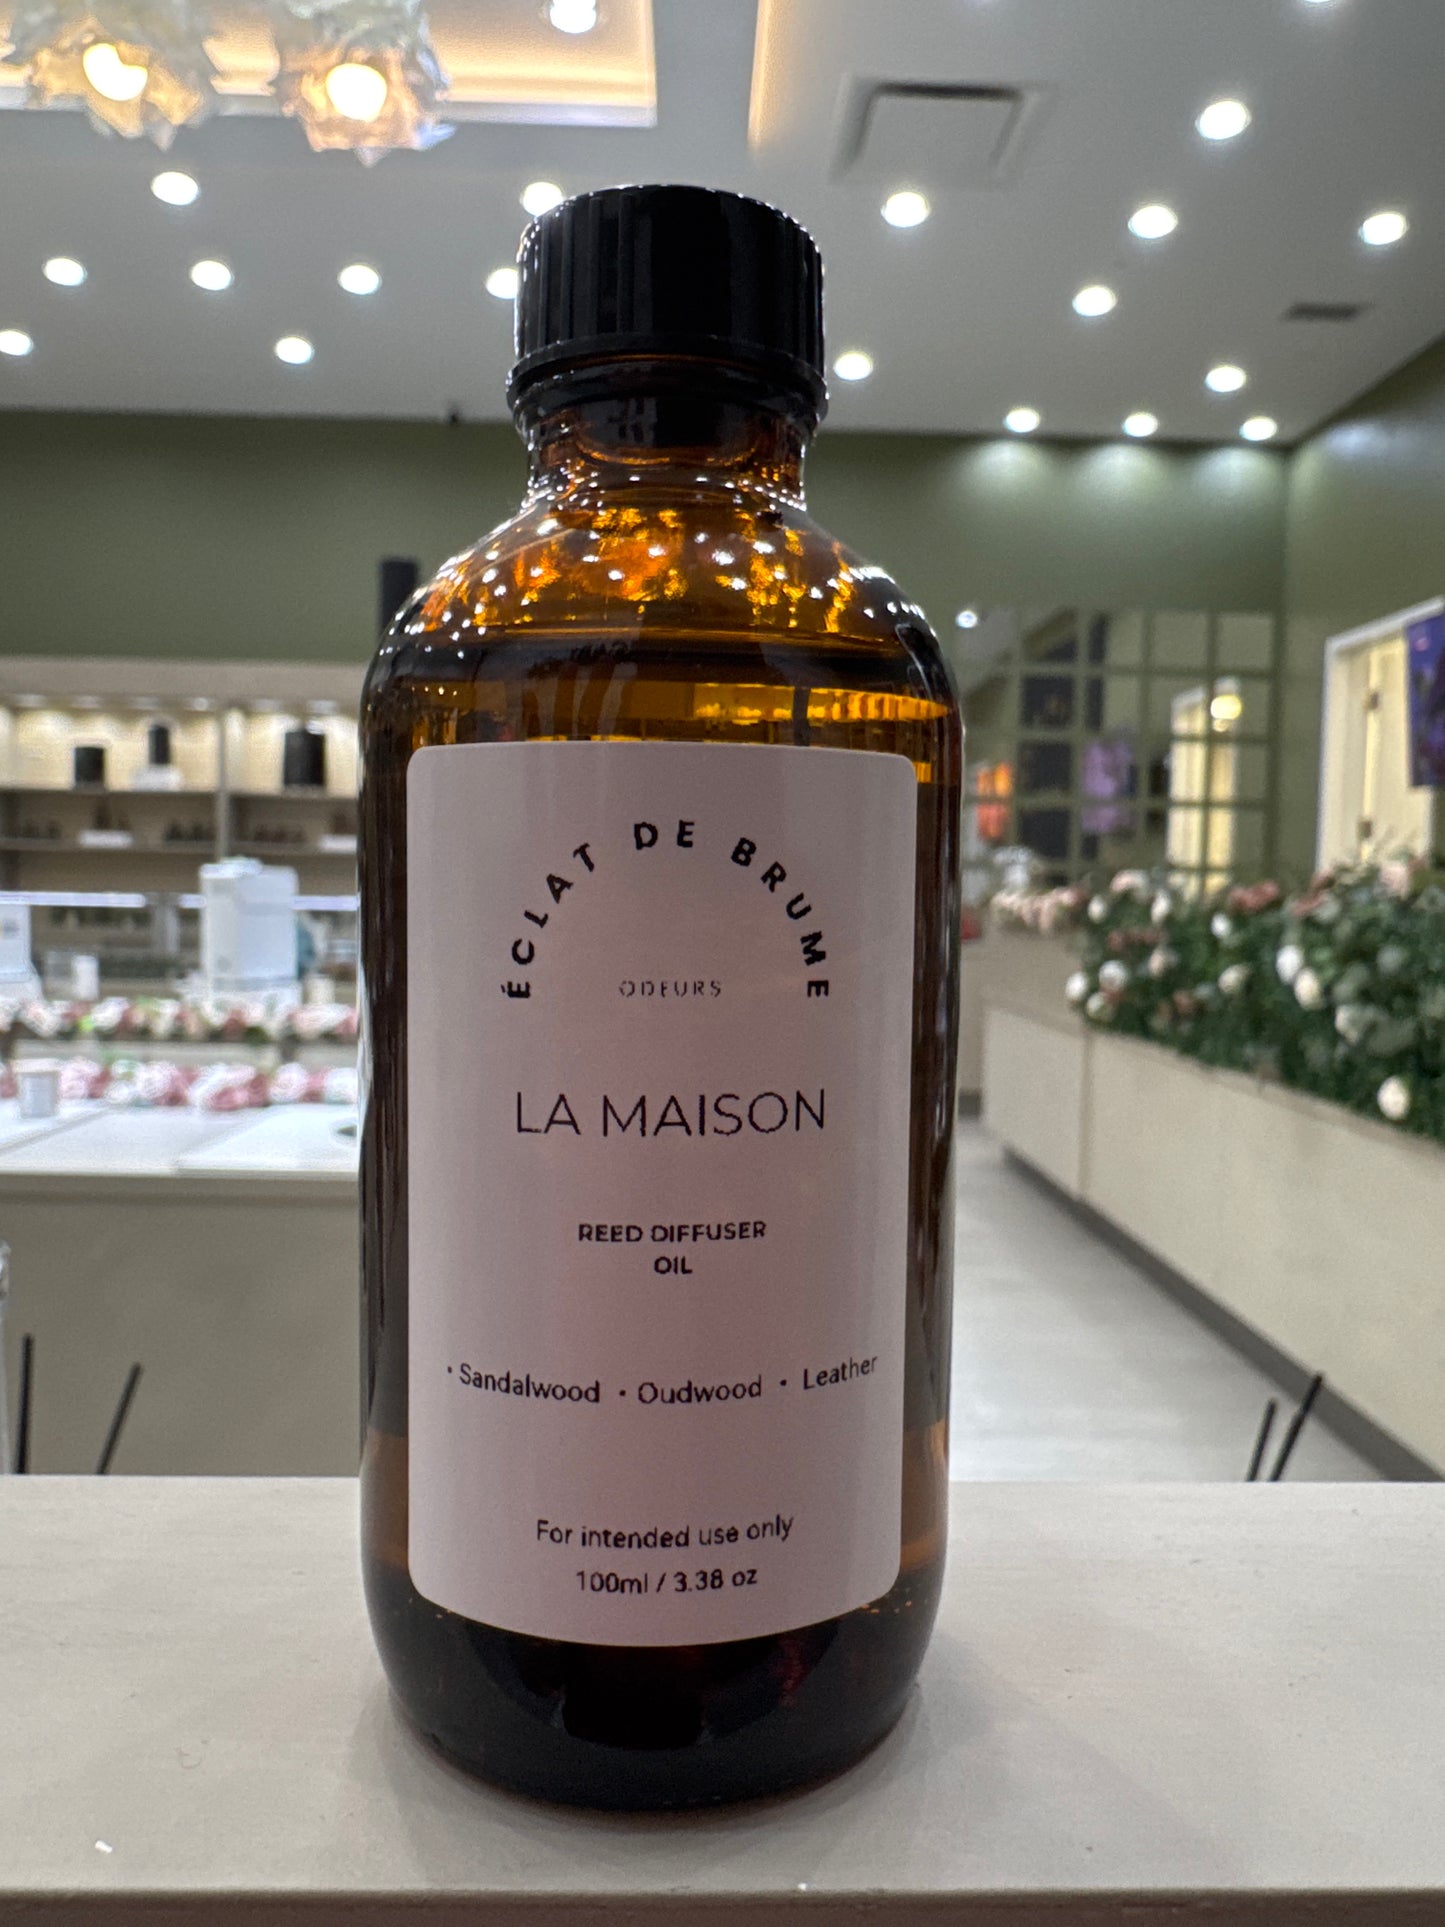 ÉCLAT DE BRUME
ODEURS
LA MAISON
REED DIFFUSER
OIL
• Sandalwood • Oudwood • Leather
For intended use only
100ml / 3.38 oz